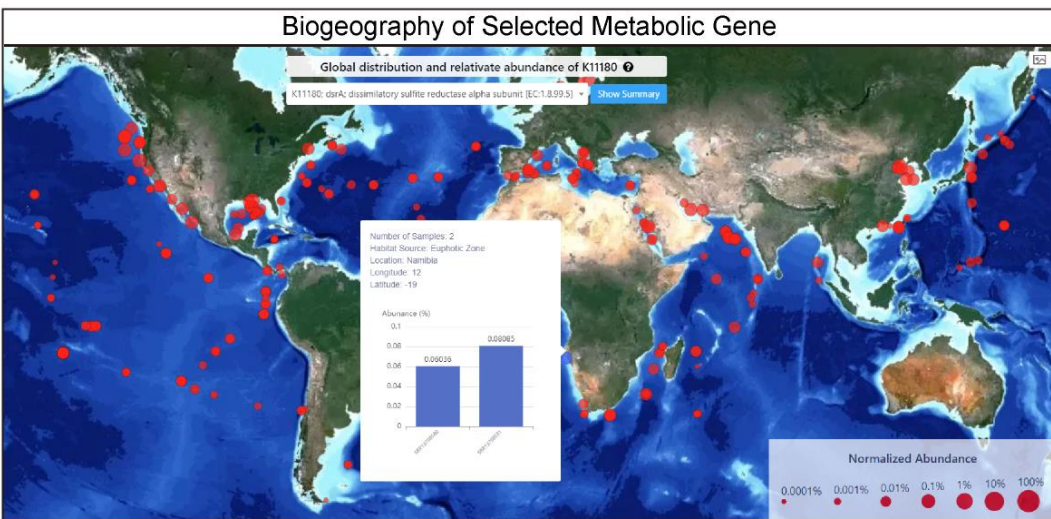 Biogeography of Selected Metabolic Gene
Global distribution and relativate abundance of K11180 ?
K11180: dsrA; dissimilatory sulfite reductase alpha subunit [EC:1.8.99.5]
Show Summary
Number of Samples: 2
Habitat Source: Euphotic Zone
Location: Namibia
Longitude: 12
Latitude: -19
Abunance (%)
0.1
0.08
0.06
0.04
0.02
0
0.06036
0.08085
Normalized Abundance
0.0001% 0.001% 0.01% 0.1% 1% 10% 100%